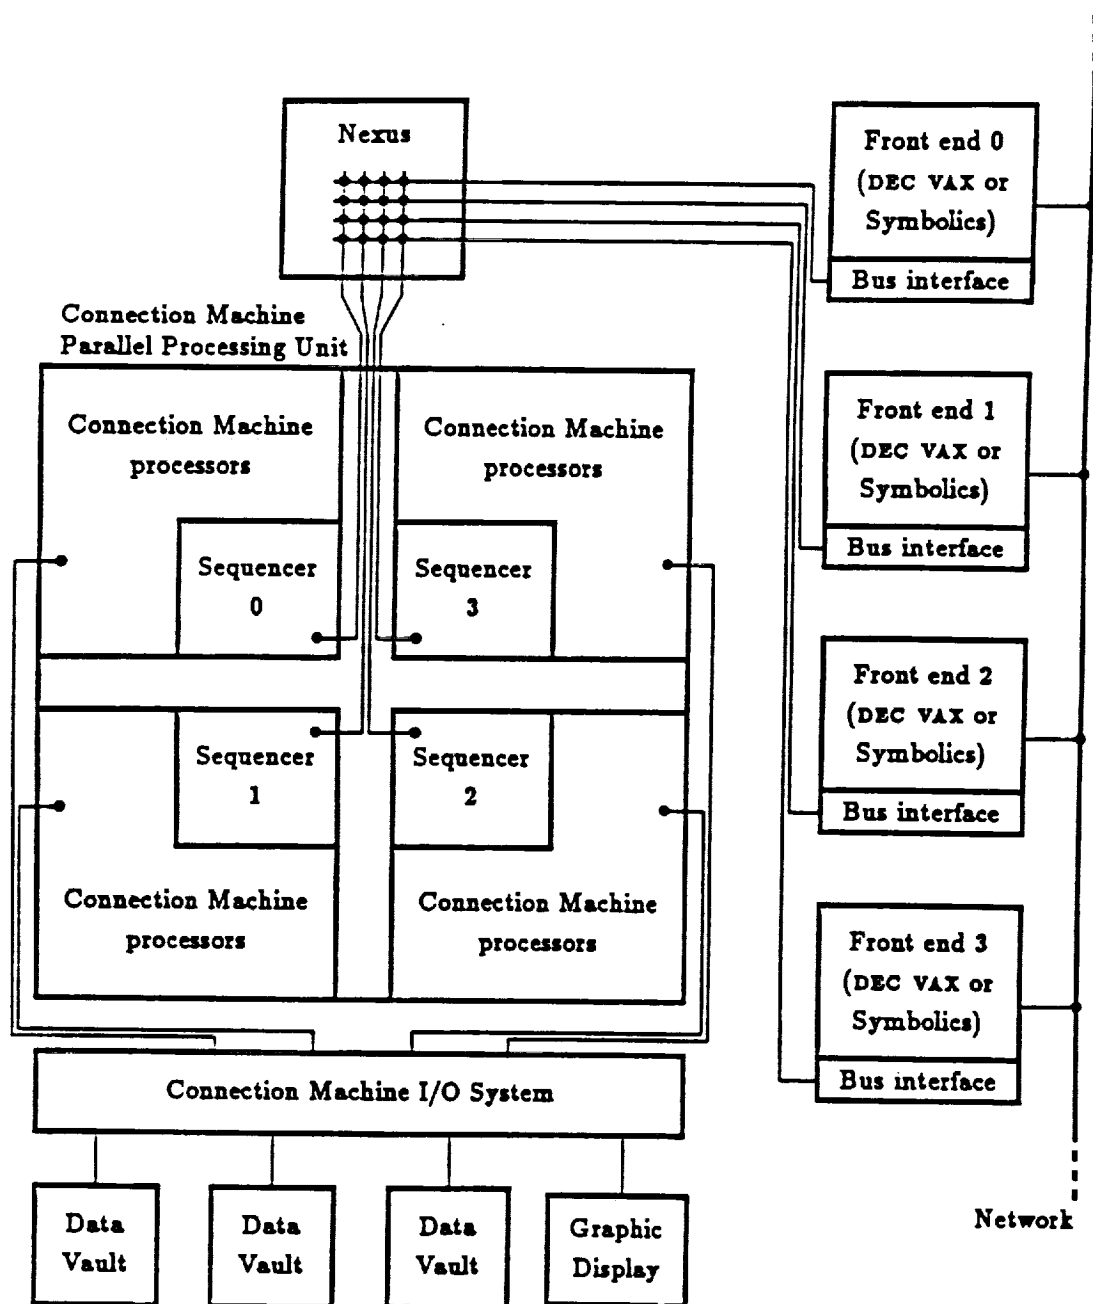 Nexus
Front end 0
(DEC VAX or
Symbolics)
Bus interface
Connection Machine
Parallel Processing Unit
Connection Machine
processors
Connection Machine
processors
Front end 1
(DEC VAX or
Symbolics)
Bus interface
Sequencer
0
Sequencer
3
Sequencer
1
Sequencer
2
Front end 2
(DEC VAX or
Symbolics)
Bus interface
Connection Machine
processors
Connection Machine
processors
Front end 3
(DEC VAX or
Symbolics)
Bus interface
Connection Machine I/O System
Data
Vault
Data
Vault
Data
Vault
Graphic
Display
Network